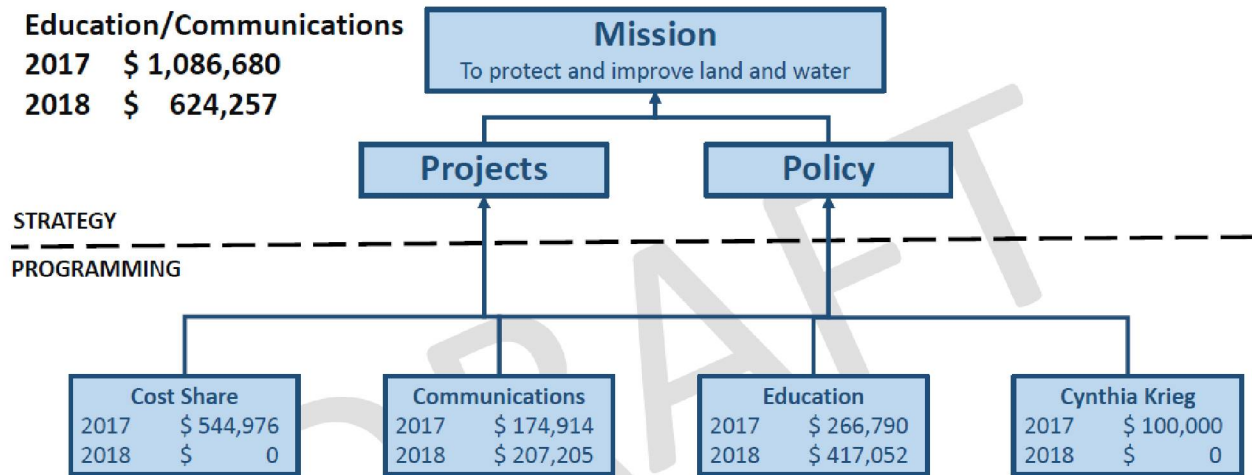 Education/Communications
2017 $ 1,086,680
2018 $ 624,257
Mission
To protect and improve land and water
Projects
Policy
STRATEGY
PROGRAMMING
DRAFT
Cost Share
2017 $ 544,976
2018 $ 0
Communications
2017 $ 174,914
2018 $ 207,205
Education
2017 $ 266,790
2018 $ 417,052
Cynthia Krieg
2017 $ 100,000
2018 $ 0